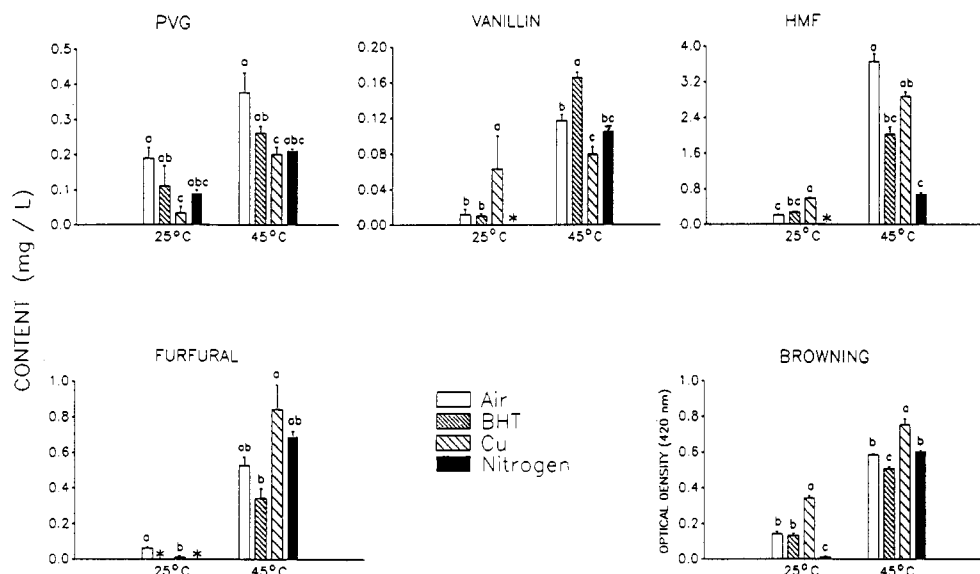 PVG
VANILLIN
HMF
CONTENT (mg / L)
0.5
0.4
0.3
0.2
0.1
0.0
a
ab
c
abc
a
ab
c
abc
25°C
45°C
0.20
0.16
0.12
0.08
0.04
0.00
b
b
a
*
b
a
c
bc
25°C
45°C
4.0
3.2
2.4
1.6
0.8
0.0
c
bc
a
*
a
bc
ab
c
25°C
45°C
FURFURAL
BROWNING
1.0
0.8
0.6
0.4
0.2
0.0
a
*
b
*
ab
b
a
ab
25°C
45°C
Air
BHT
Cu
Nitrogen
OPTICAL DENSITY (420 nm)
1.0
0.8
0.6
0.4
0.2
0.0
b
b
a
c
b
c
a
b
25°C
45°C